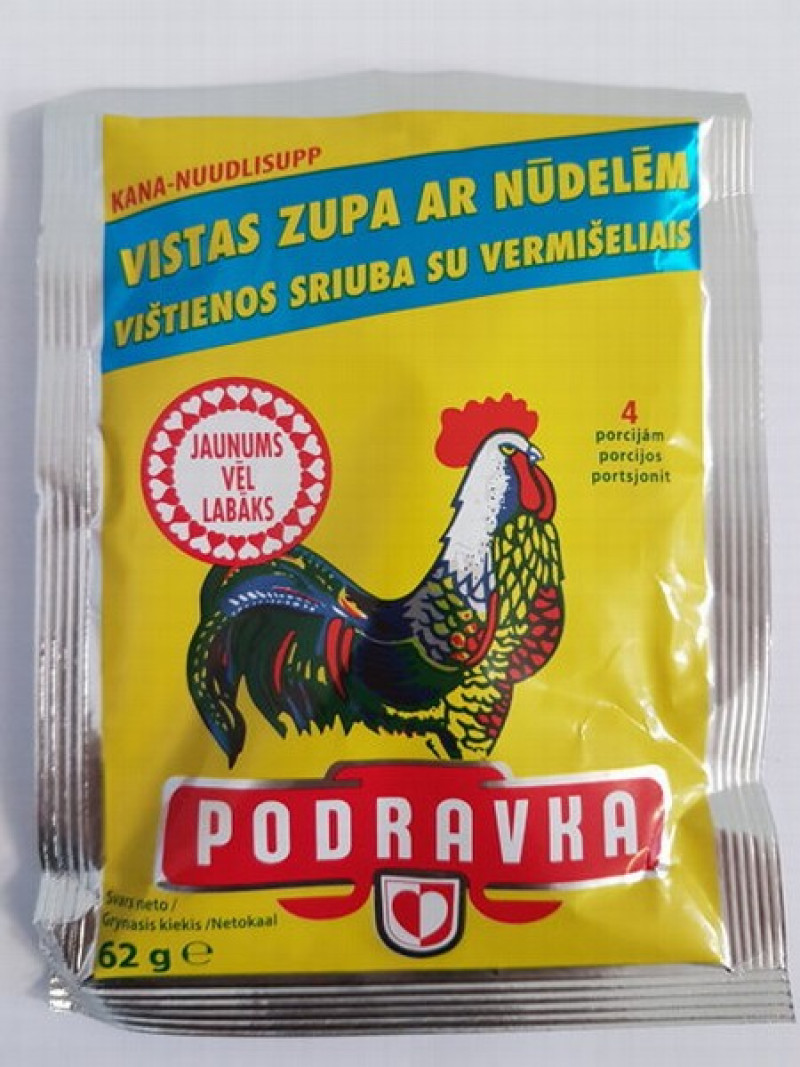 KANA-NUUDLISUPP
VISTAS ZUPA AR NŪDELĒM
VIŠTIENOS SRIUBA SU VERMIŠELIAIS
JAUNUMS
VĒL
LABĀKS
4
porcijām
porcijos
portsjonit
PODRAVKA
Svars neto /
Grynasis kiekis /Netokaal
62 g ℮